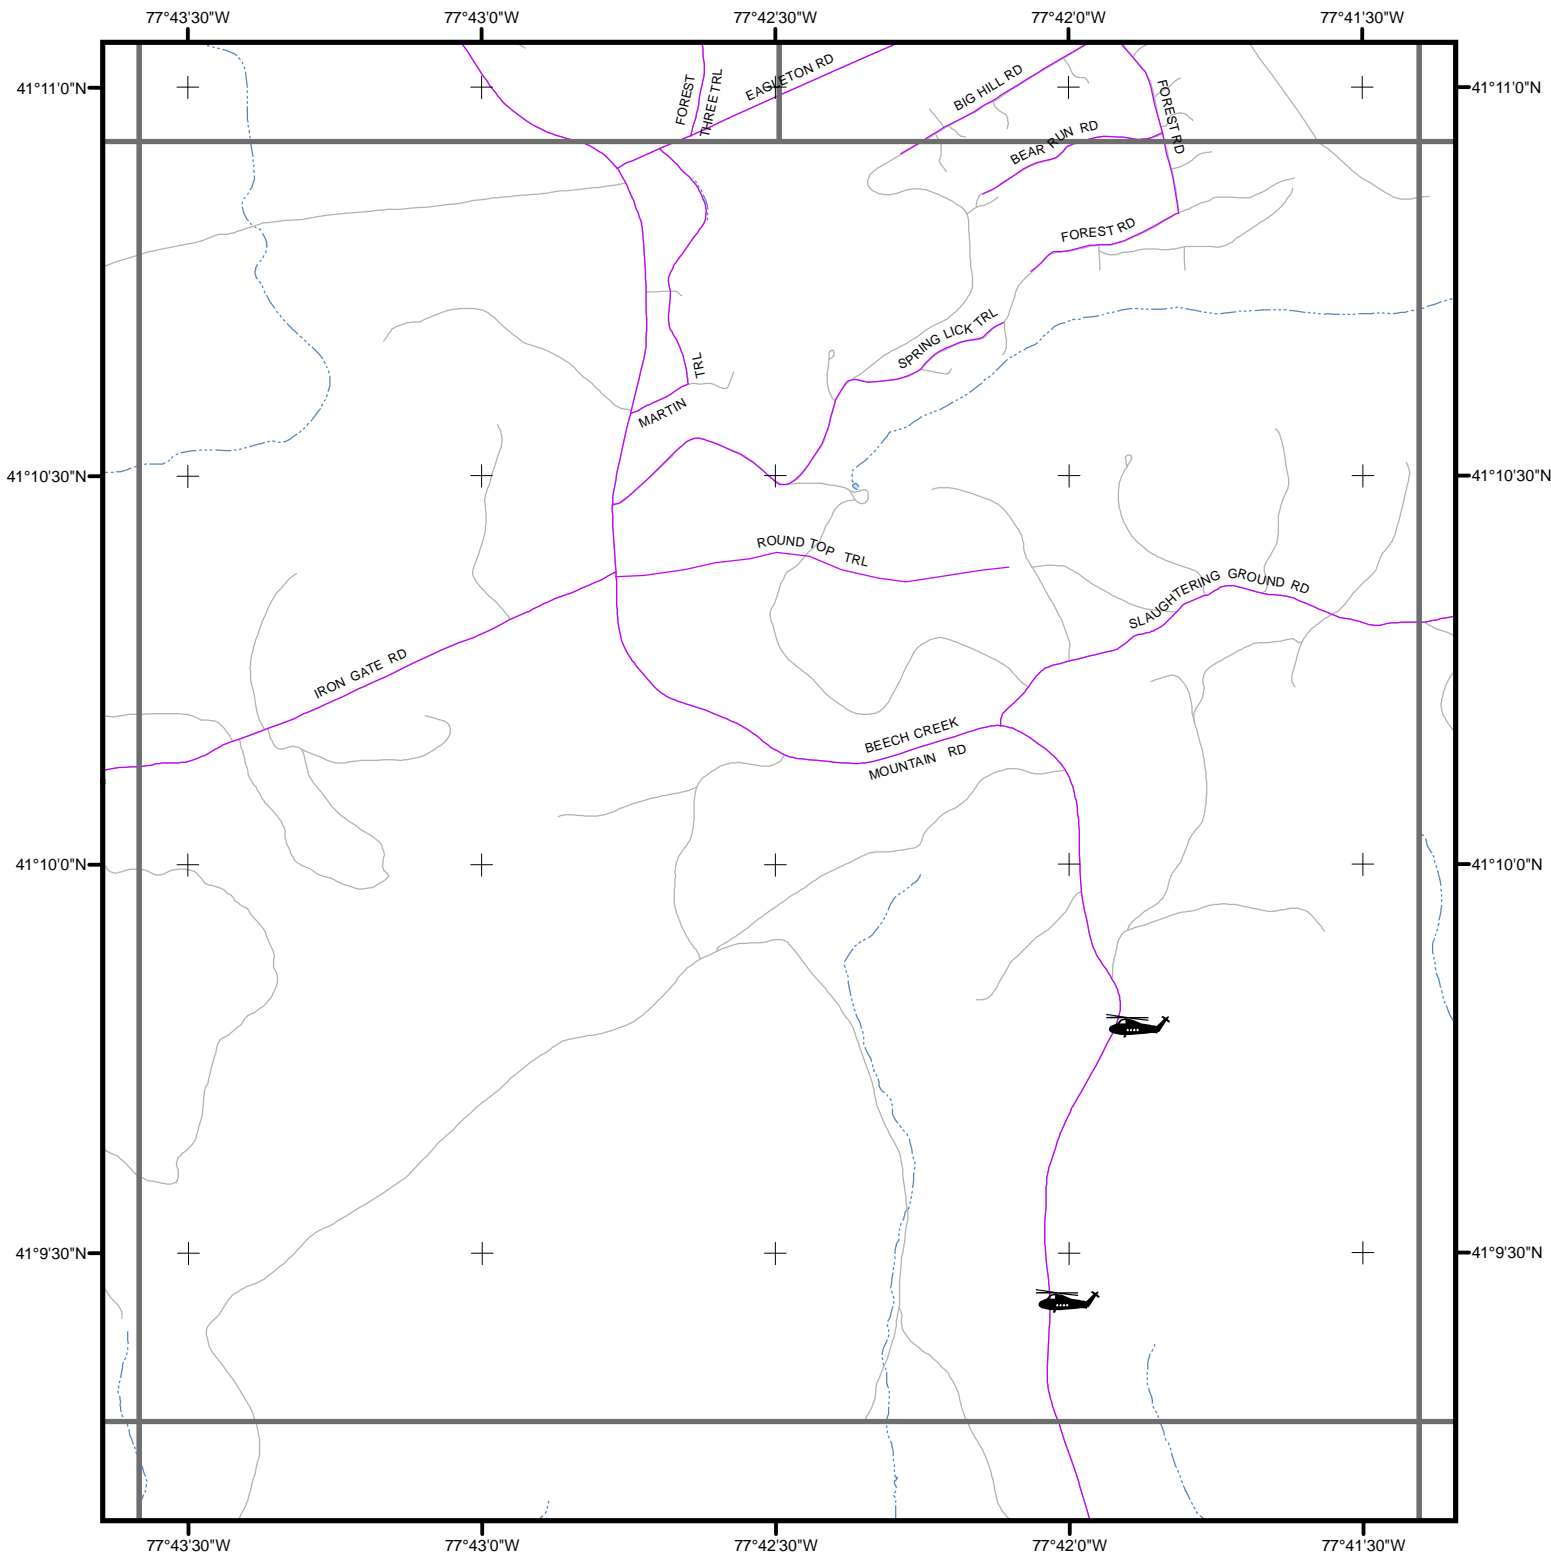 77°43'30"W 77°43'0"W 77°42'30"W 77°42'0"W 77°41'30"W
41°11'0"N 41°11'0"N
FOREST
THREE TRL
EAGLETON RD
BIG HILL RD
FOREST RD
BEAR RUN RD
FOREST RD
SPRING LICK TRL
MARTIN TRL
41°10'30"N 41°10'30"N
ROUND TOP TRL
SLAUGHTERING GROUND RD
IRON GATE RD
BEECH CREEK
MOUNTAIN RD
41°10'0"N 41°10'0"N
41°9'30"N 41°9'30"N
77°43'30"W 77°43'0"W 77°42'30"W 77°42'0"W 77°41'30"W